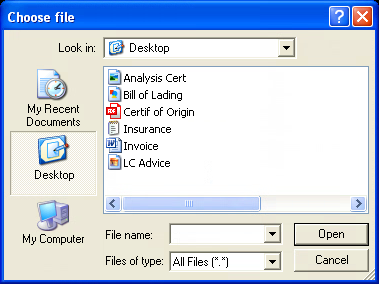 Choose file
Look in:
Desktop
My Recent
Documents
Desktop
My Computer
Analysis Cert
Bill of Lading
Certif of Origin
Insurance
Invoice
LC Advice
File name:
Open
Files of type:
All Files (*.*)
Cancel